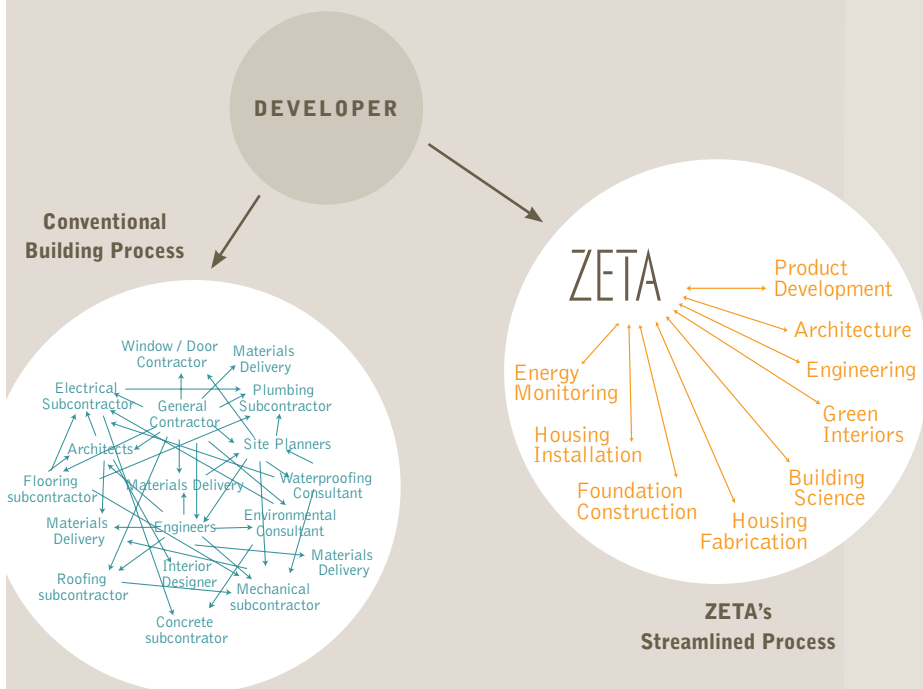 DEVELOPER
Conventional
Building Process
Window / Door
Contractor
Materials
Delivery
Electrical
Subcontractor
Plumbing
Subcontractor
General
Contractor
Architects
Site Planners
Flooring
subcontractor
Materials Delivery
Waterproofing
Consultant
Materials
Delivery
Engineers
Environmental
Consultant
Interior
Designer
Materials
Delivery
Roofing
subcontractor
Mechanical
subcontractor
Concrete
subcontrator
ZETA
Product
Development
Architecture
Engineering
Green
Interiors
Building
Science
Housing
Fabrication
Foundation
Construction
Housing
Installation
Energy
Monitoring
ZETA's
Streamlined Process